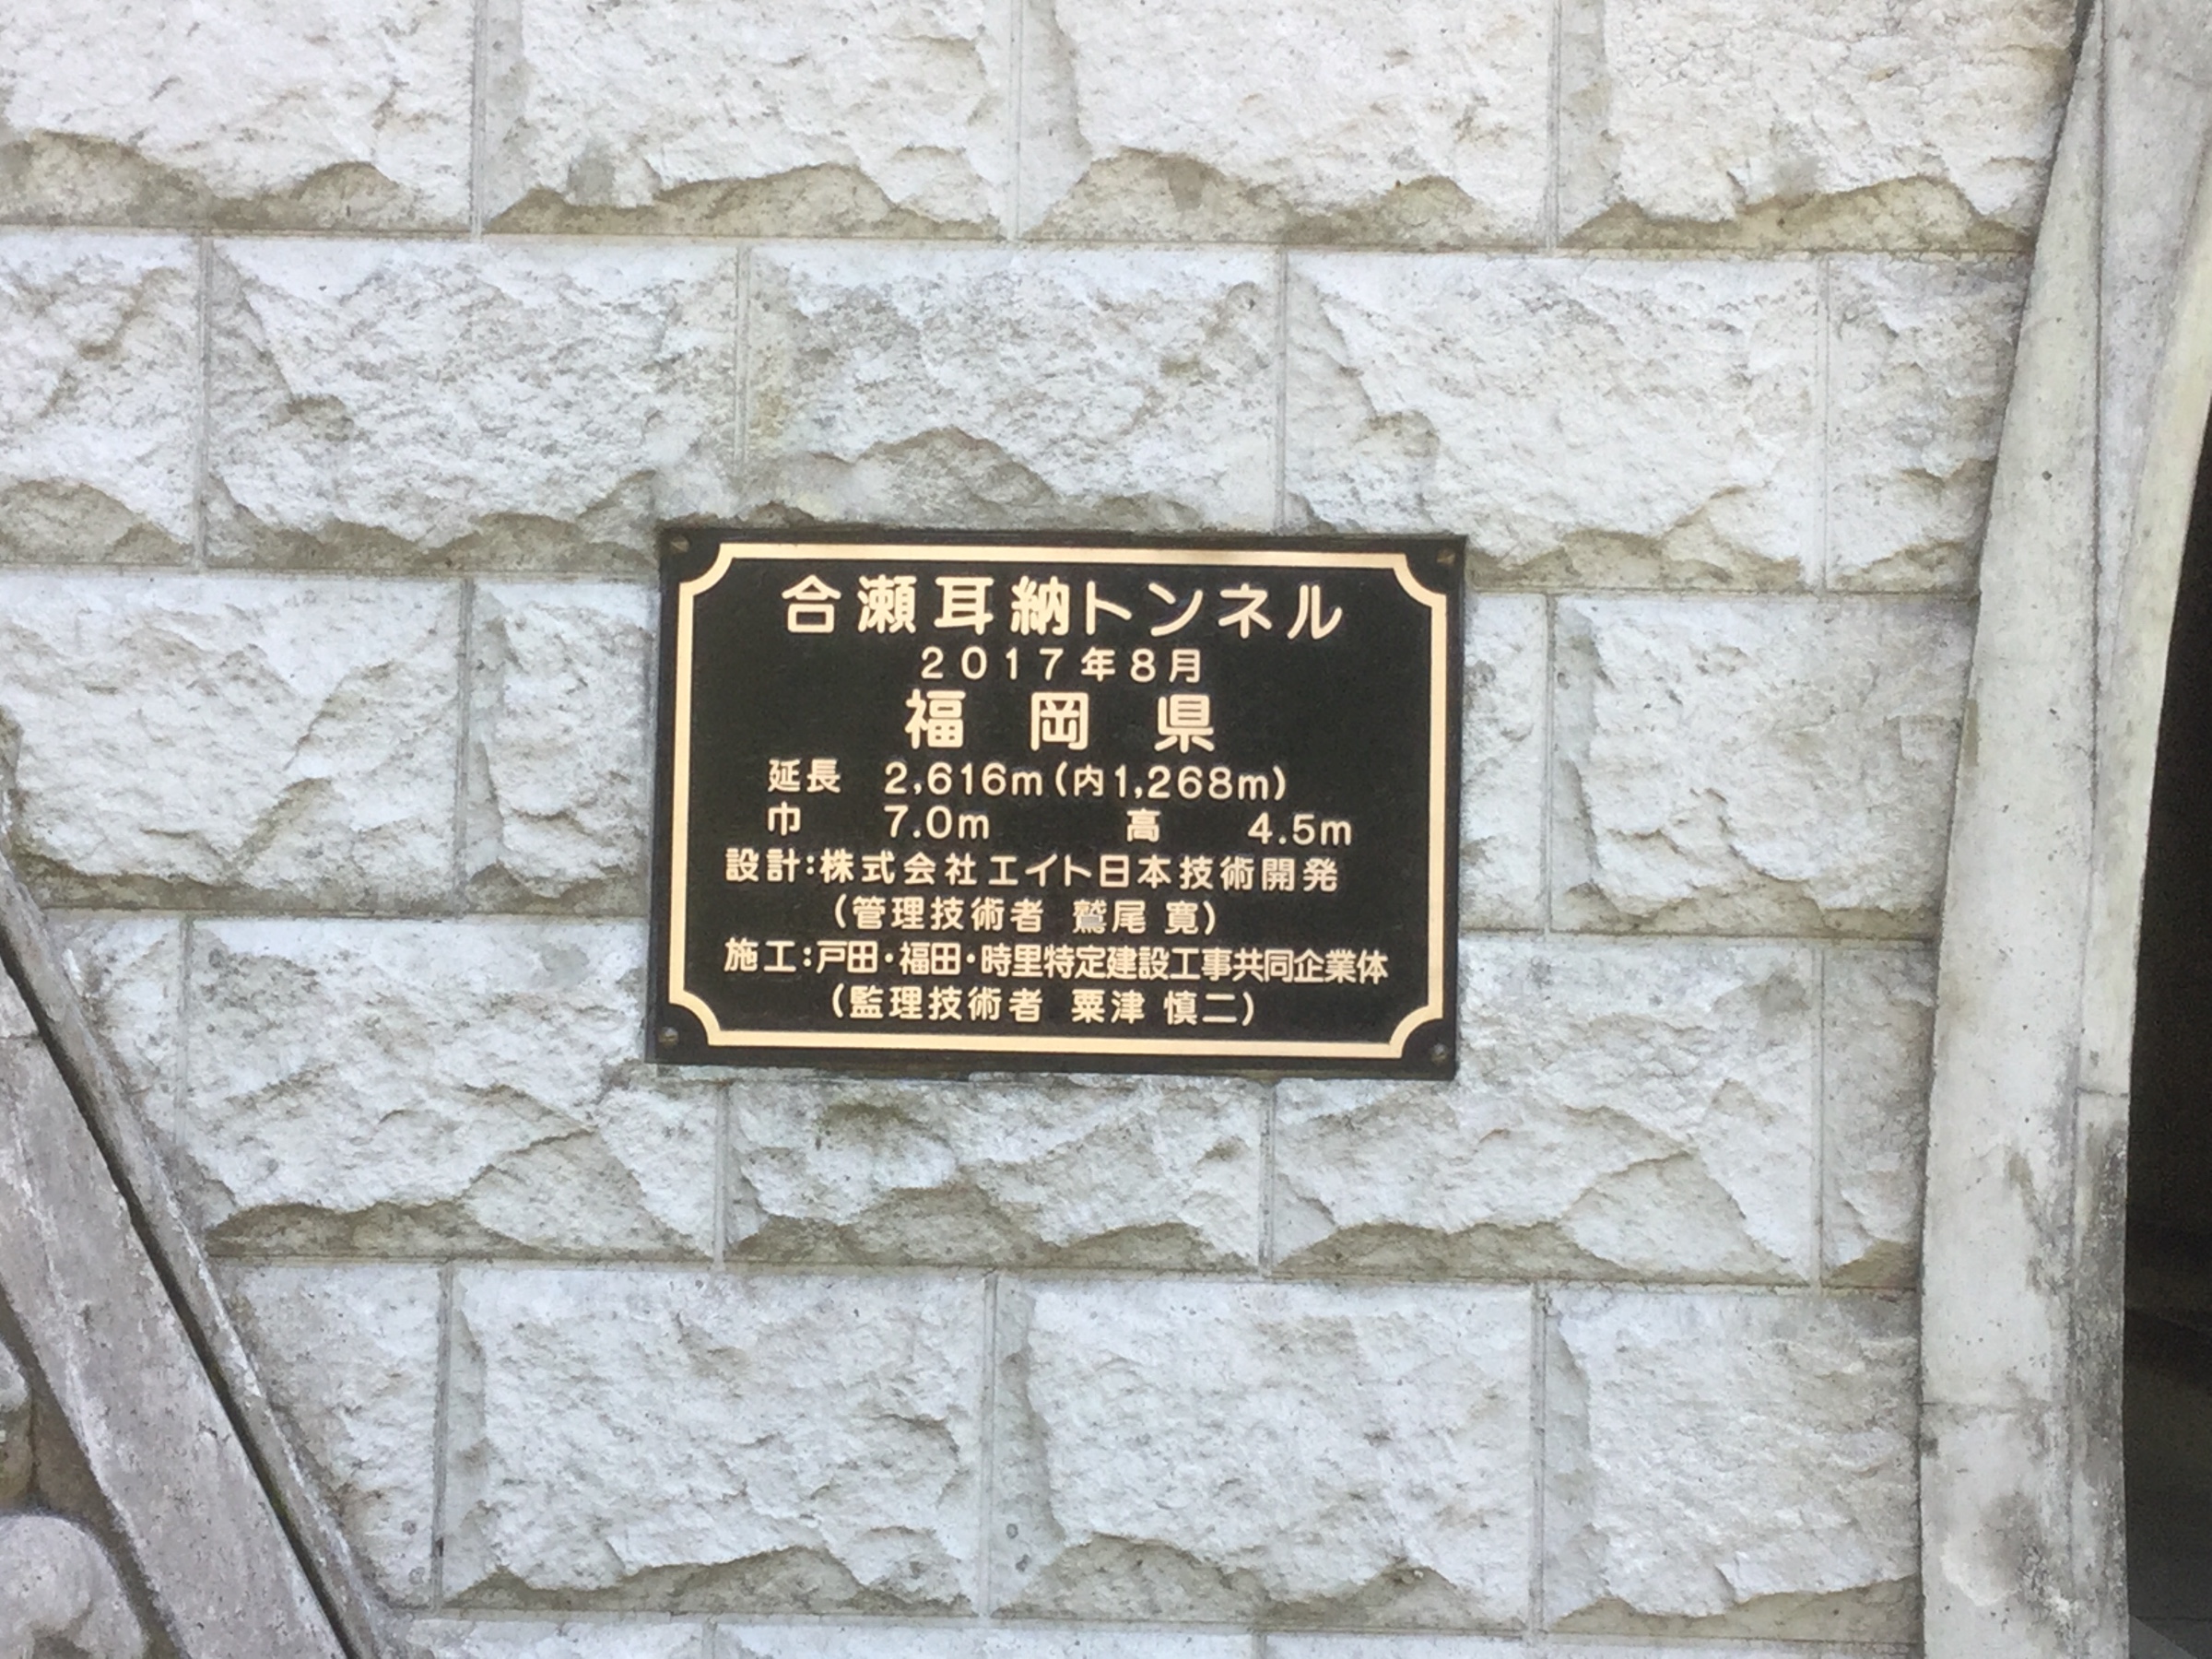 合瀬耳納トンネル
2017年8月
福岡県
延長 2,616m(内1,268m)
巾 7.0m 高 4.5m
設計:株式会社エイト日本技術開発
(管理技術者 鷲尾 寛)
施工:戸田・福田・時里特定建設工事共同企業体
(監理技術者 粟津 慎二)